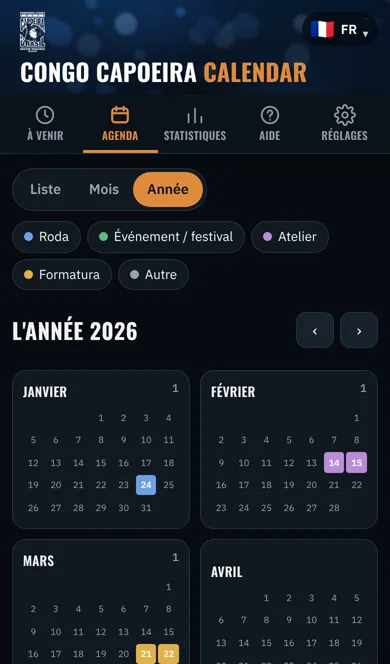 Brasil
FR
CONGO CAPOEIRA CALENDAR
À VENIR AGENDA STATISTIQUES AIDE RÉGLAGES
Liste Mois Année
Roda Événement / festival Atelier
Formatura Autre
L'ANNÉE 2026
‹ ›
JANVIER 1
1 2 3 4
5 6 7 8 9 10 11
12 13 14 15 16 17 18
19 20 21 22 23 24 25
26 27 28 29 30 31
FÉVRIER 1
1
2 3 4 5 6 7 8
9 10 11 12 13 14 15
16 17 18 19 20 21 22
23 24 25 26 27 28
MARS 1
1
2 3 4 5 6 7 8
9 10 11 12 13 14 15
16 17 18 19 20 21 22
AVRIL
1 2 3 4 5
6 7 8 9 10 11 12
13 14 15 16 17 18 19